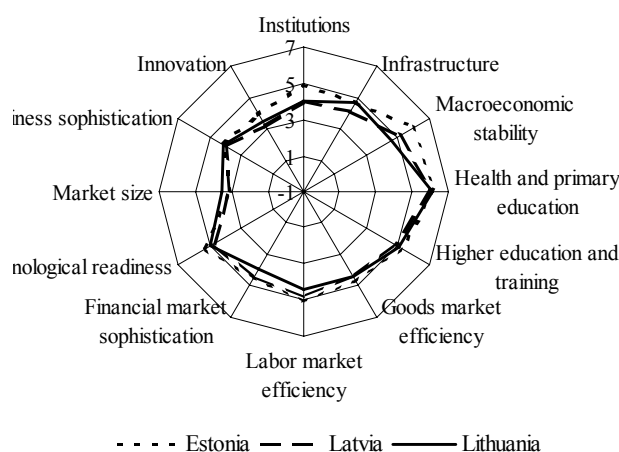 Institutions
7
Innovation
Infrastructure
5
Macroeconomic
stability
iness sophistication
3
1
Market size
-1
Health and primary
education
nological readiness
Higher education and
training
Financial market
sophistication
Goods market
efficiency
Labor market
efficiency
Estonia
Latvia
Lithuania